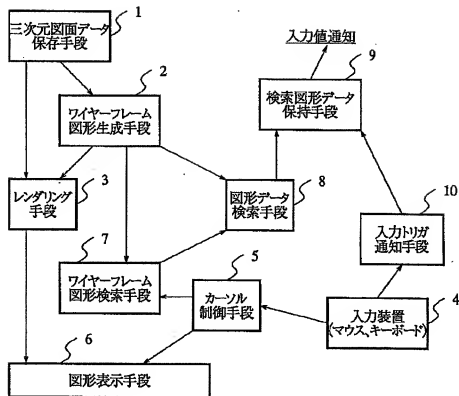 1
三次元図面データ
保存手段
2
ワイヤーフレーム
図形生成手段
入力値通知
9
検索図形データ
保持手段
3
レンダリング
手段
8
図形データ
検索手段
10
入力トリガ
通知手段
7
ワイヤーフレーム
図形検索手段
5
カーソル
制御手段
4
入力装置
(マウス、キーボード)
6
図形表示手段